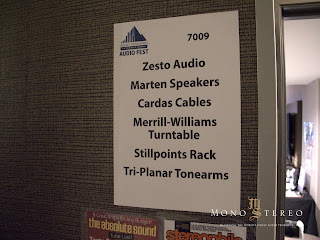 7009
AUDIO FEST
Zesto Audio
Marten Speakers
Cardas Cables
Merrill-Williams
Turntable
Stillpoints Rack
Tri-Planar Tonearms
the absolute sound
Stereophile
MONO STEREO